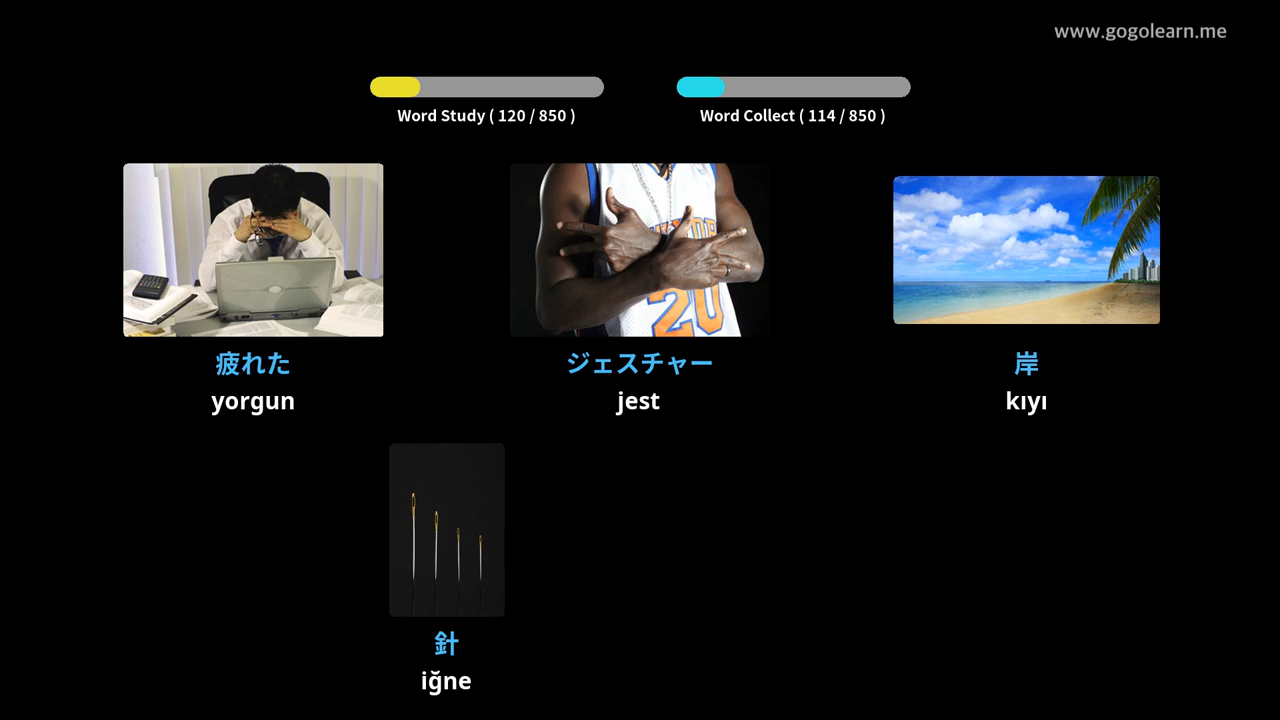 www.gogolearn.me
Word Study ( 120 / 850 )
Word Collect ( 114 / 850 )
20
疲れた
yorgun
ジェスチャー
jest
岸
kıyı
針
iğne